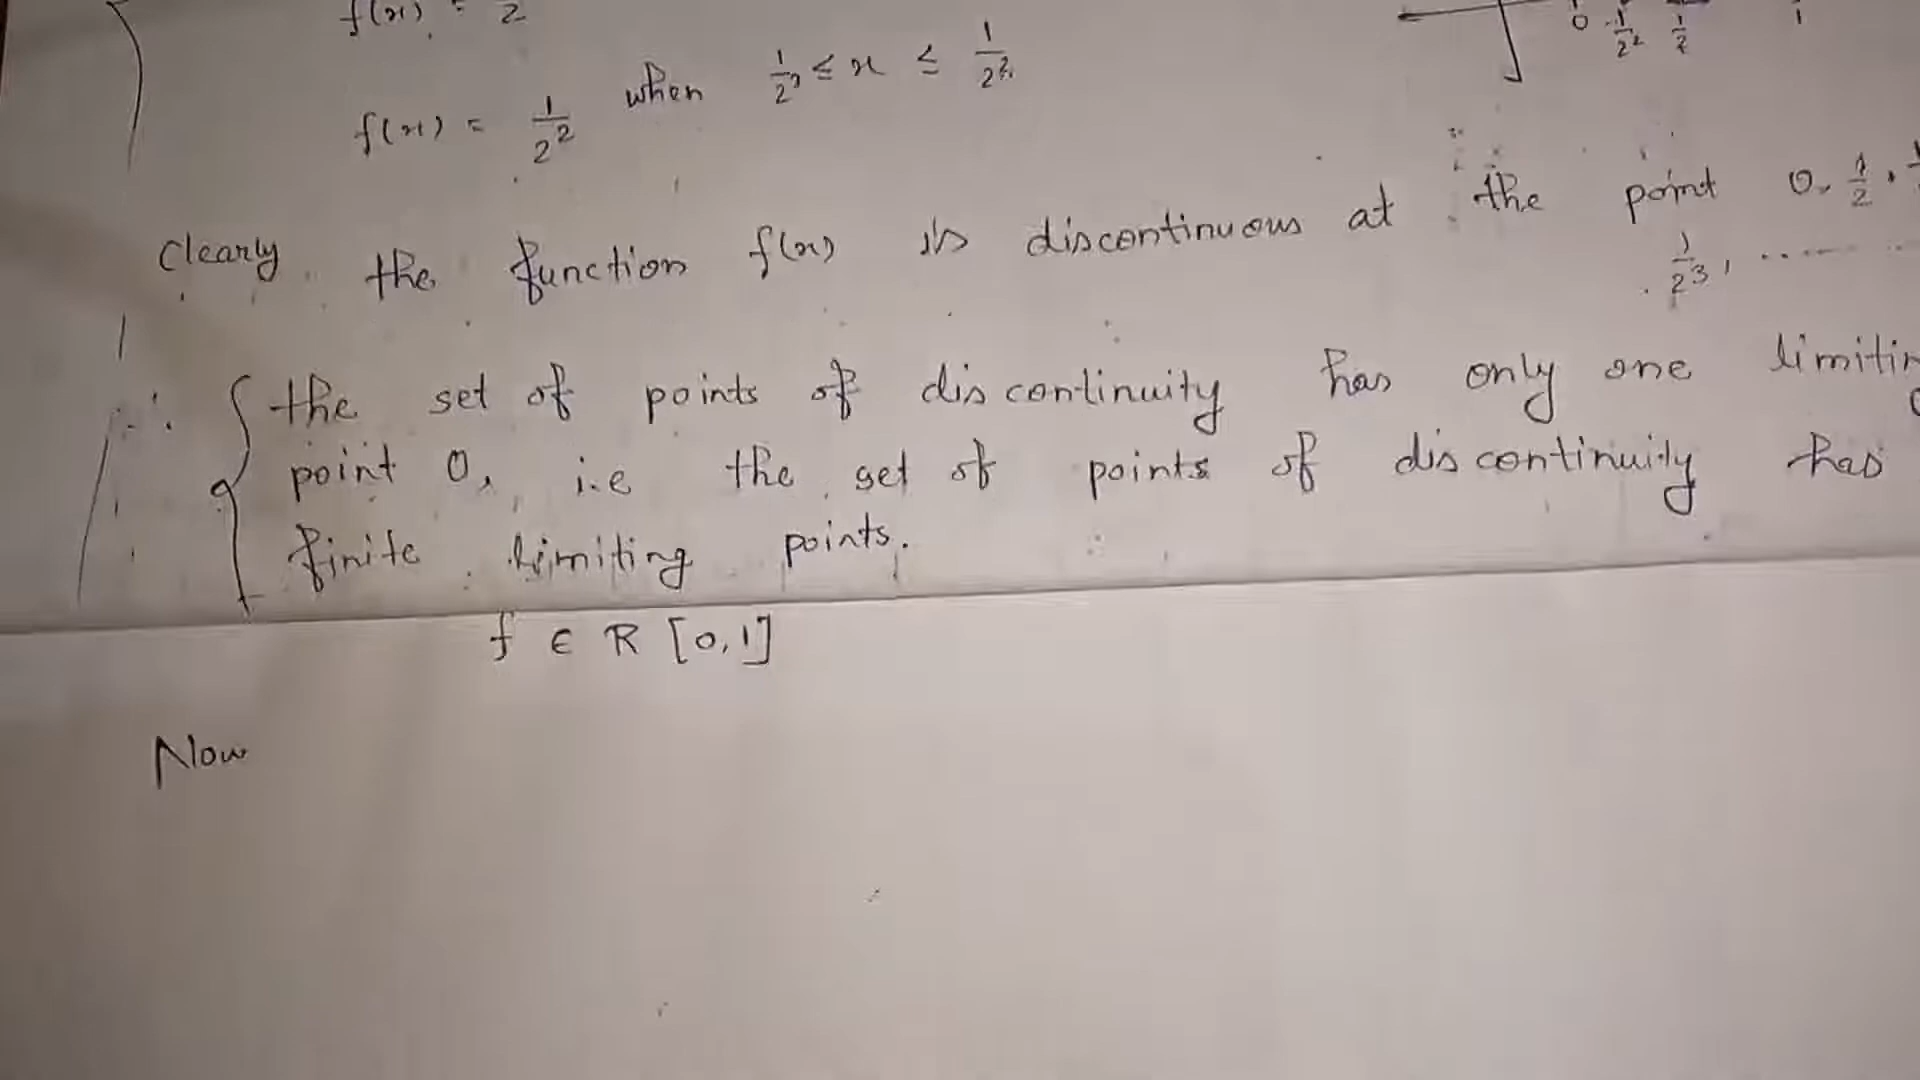 f(x) = 2
0 1/2² 1/2 1
f(x) = 1/2² when 1/2³ ≤ x ≤ 1/2²
Clearly the function f(x) is discontinuous at the point 0, 1/2,
1/2³, ......
∴ the set of points of discontinuity has only one
point 0, i.e the set of points of discontinuity has
finite limiting points.
f ∈ R [0,1]
Now